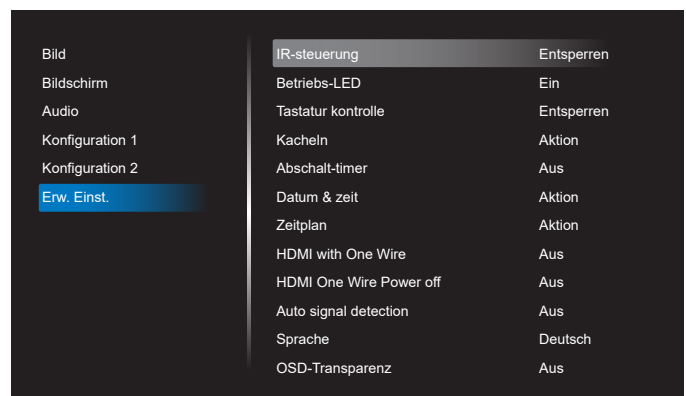 Bild
Bildschirm
Audio
Konfiguration 1
Konfiguration 2
Erw. Einst.
IR-steuerung Entsperren
Betriebs-LED Ein
Tastatur kontrolle Entsperren
Kacheln Aktion
Abschalt-timer Aus
Datum & zeit Aktion
Zeitplan Aktion
HDMI with One Wire Aus
HDMI One Wire Power off Aus
Auto signal detection Aus
Sprache Deutsch
OSD-Transparenz Aus